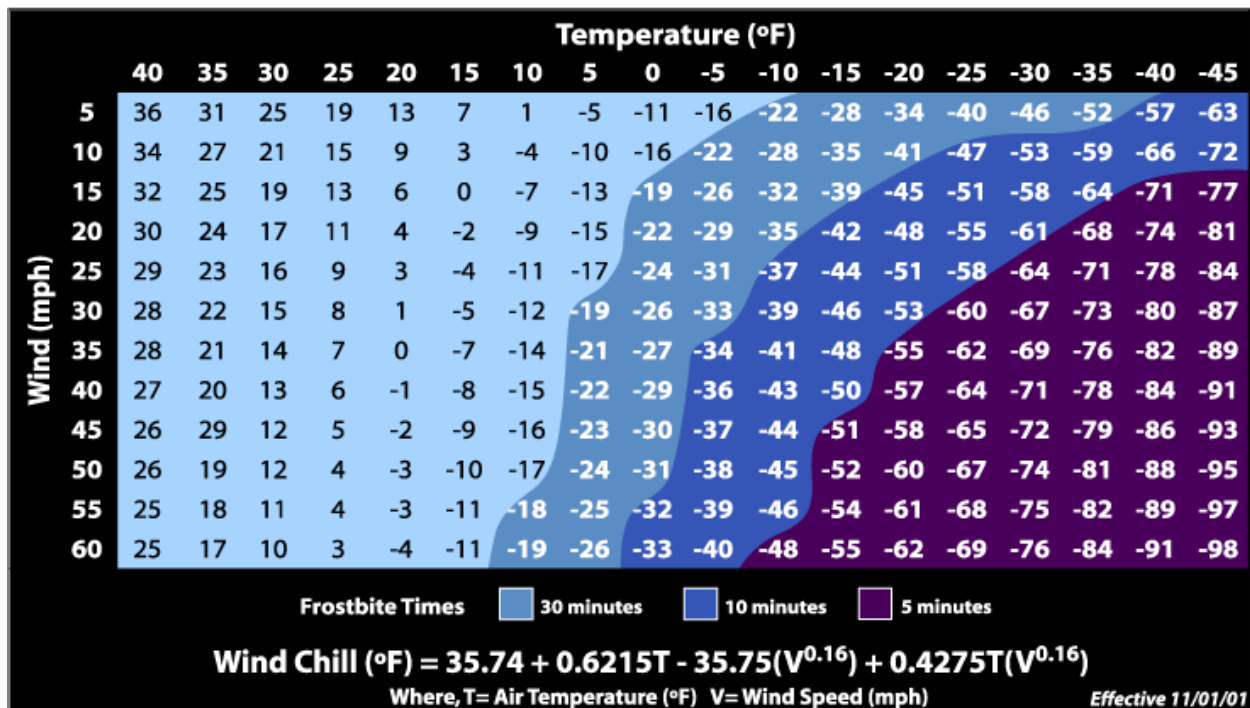 Temperature (ºF)
40 35 30 25 20 15 10 5 0 -5 -10 -15 -20 -25 -30 -35 -40 -45
Wind (mph)
5 36 31 25 19 13 7 1 -5 -11 -16 -22 -28 -34 -40 -46 -52 -57 -63
10 34 27 21 15 9 3 -4 -10 -16 -22 -28 -35 -41 -47 -53 -59 -66 -72
15 32 25 19 13 6 0 -7 -13 -19 -26 -32 -39 -45 -51 -58 -64 -71 -77
20 30 24 17 11 4 -2 -9 -15 -22 -29 -35 -42 -48 -55 -61 -68 -74 -81
25 29 23 16 9 3 -4 -11 -17 -24 -31 -37 -44 -51 -58 -64 -71 -78 -84
30 28 22 15 8 1 -5 -12 -19 -26 -33 -39 -46 -53 -60 -67 -73 -80 -87
35 28 21 14 7 0 -7 -14 -21 -27 -34 -41 -48 -55 -62 -69 -76 -82 -89
40 27 20 13 6 -1 -8 -15 -22 -29 -36 -43 -50 -57 -64 -71 -78 -84 -91
45 26 29 12 5 -2 -9 -16 -23 -30 -37 -44 -51 -58 -65 -72 -79 -86 -93
50 26 19 12 4 -3 -10 -17 -24 -31 -38 -45 -52 -60 -67 -74 -81 -88 -95
55 25 18 11 4 -3 -11 -18 -25 -32 -39 -46 -54 -61 -68 -75 -82 -89 -97
60 25 17 10 3 -4 -11 -19 -26 -33 -40 -48 -55 -62 -69 -76 -84 -91 -98
Frostbite Times 30 minutes 10 minutes 5 minutes
Wind Chill (ºF) = 35.74 + 0.6215T - 35.75(V^0.16) + 0.4275T(V^0.16)
Where, T= Air Temperature (ºF) V= Wind Speed (mph) Effective 11/01/01